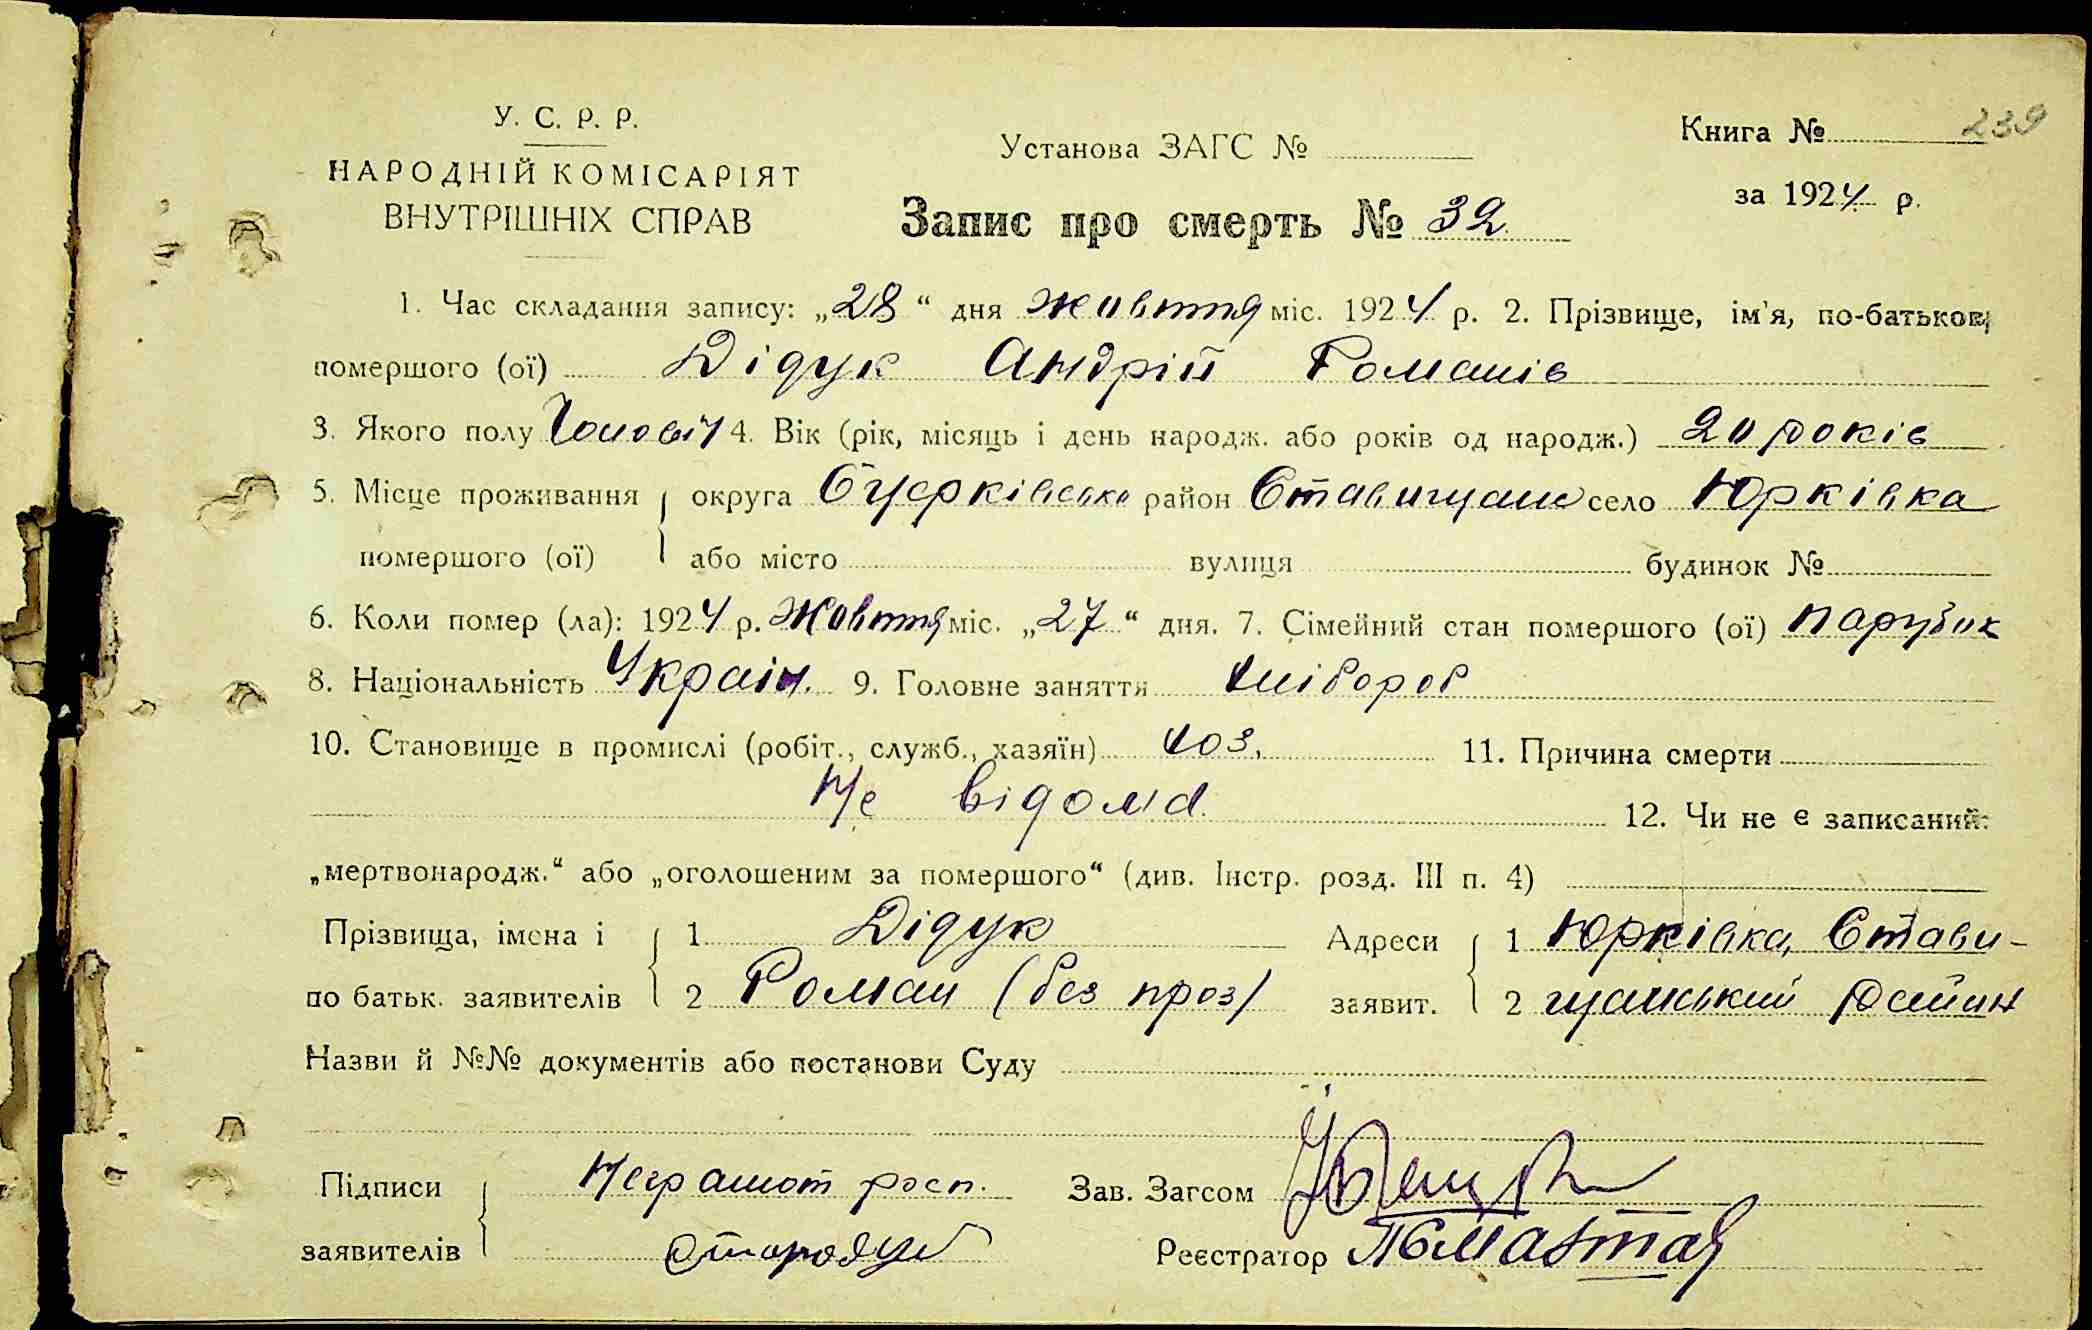 У. С. Р. Р.
НАРОДНІЙ КОМІСАРІЯТ
ВНУТРІШНІХ СПРАВ
Установа ЗАГС №
Запис про смерть № 32
Книга № 239
за 1924 р.
1. Час складання запису: „28“ дня жовтня міс. 1924 р. 2. Прізвище, ім'я, по-батькові
помершого (ої) Дідук Андрій Романів
3. Якого полу Чоловіч 4. Вік (рік, місяць і день народж. або років од народж.) 20 років
5. Місце проживання округа Б Церківська район Ставищан село Юрківка
помершого (ої) або місто вулиця будинок №
6. Коли помер (ла): 1924 р. Жовтня міс. „27“ дня. 7. Сімейний стан помершого (ої) парубок
8. Національність Україн. 9. Головне заняття хлібороб
10. Становище в промислі (робіт., служб., хазяїн) хоз. 11. Причина смерти
Не відома 12. Чи не є записаний:
„мертвонародж.“ або „оголошеним за помершого“ (див. Інстр. розд. III п. 4)
Прізвища, імена і 1 Дідук Адреси 1 Юрківка, Стави-
по батьк. заявителів 2 Роман (без проз) заявит. 2 щанський район
Назви й №№ документів або постанови Суду
Підписи Неграмот росп. Зав. Загсом
заявителів Реєстратор